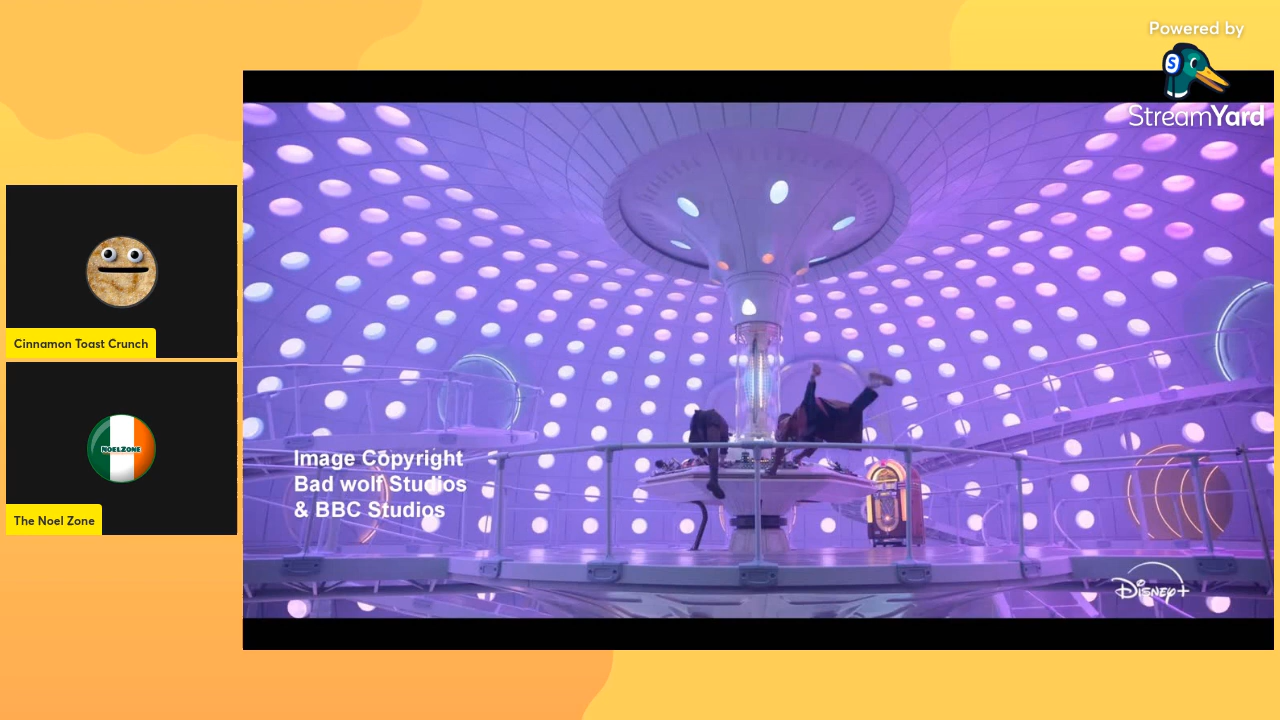 Powered by
S
StreamYard
Cinnamon Toast Crunch
NOELZONE
The Noel Zone
Image Copyright
Bad wolf Studios
& BBC Studios
Disney+